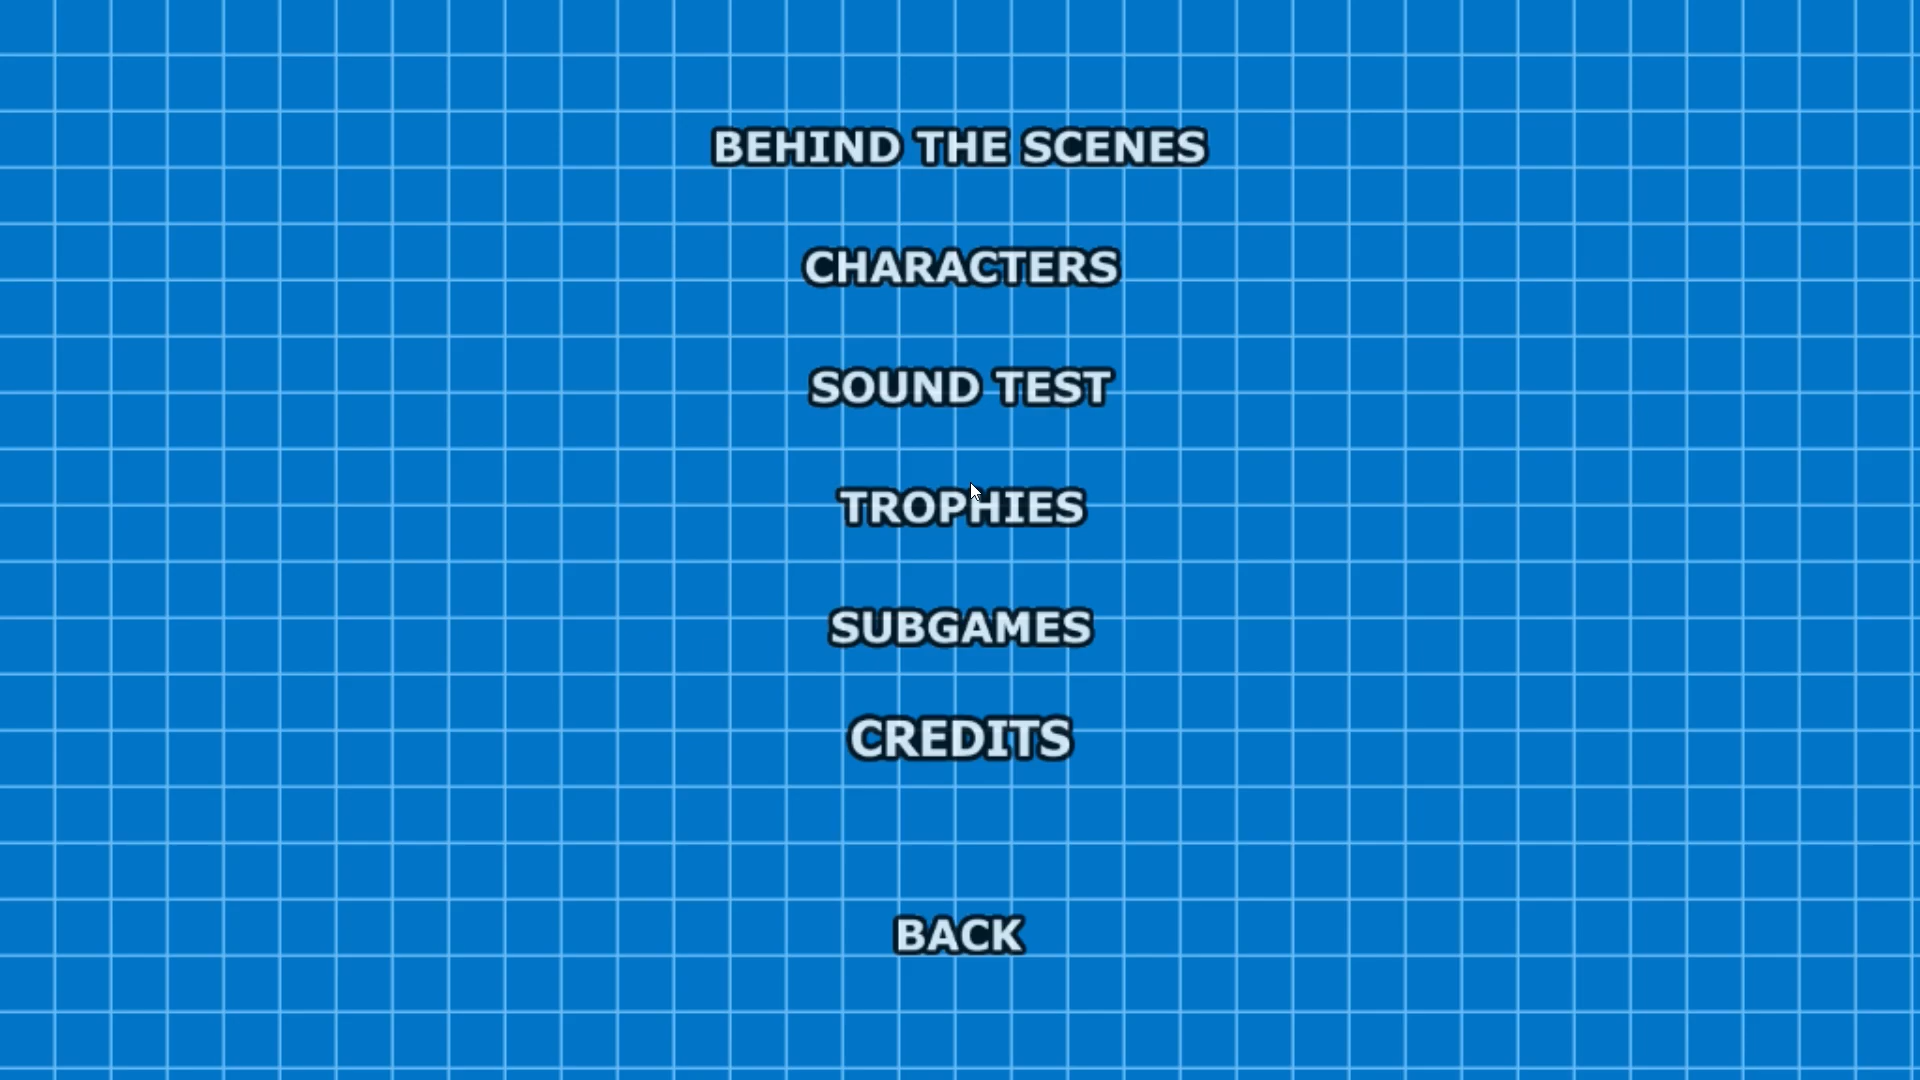 BEHIND THE SCENES
CHARACTERS
SOUND TEST
TROPHIES
SUBGAMES
CREDITS
BACK